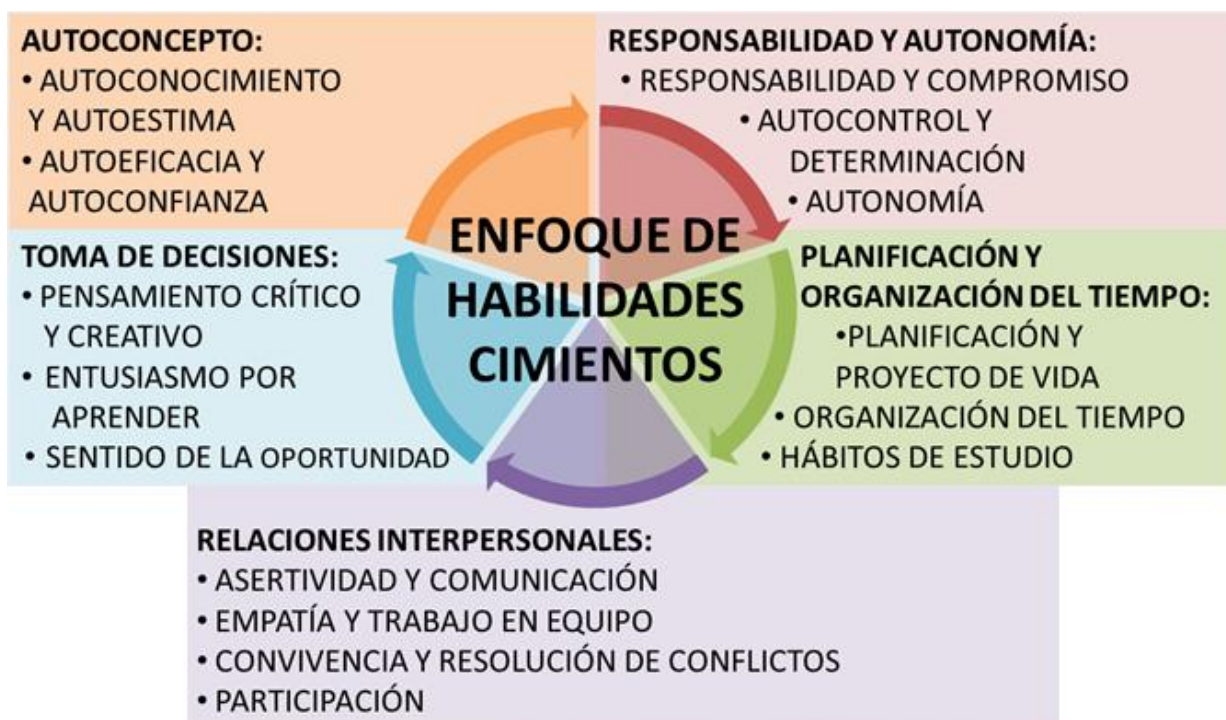 AUTOCONCEPTO:
• AUTOCONOCIMIENTO
Y AUTOESTIMA
• AUTOEFICACIA Y
AUTOCONFIANZA
RESPONSABILIDAD Y AUTONOMÍA:
• RESPONSABILIDAD Y COMPROMISO
• AUTOCONTROL Y
DETERMINACIÓN
• AUTONOMÍA
ENFOQUE DE
HABILIDADES
CIMIENTOS
TOMA DE DECISIONES:
• PENSAMIENTO CRÍTICO
Y CREATIVO
• ENTUSIASMO POR
APRENDER
• SENTIDO DE LA OPORTUNIDAD
PLANIFICACIÓN Y
ORGANIZACIÓN DEL TIEMPO:
•PLANIFICACIÓN Y
PROYECTO DE VIDA
• ORGANIZACIÓN DEL TIEMPO
• HÁBITOS DE ESTUDIO
RELACIONES INTERPERSONALES:
• ASERTIVIDAD Y COMUNICACIÓN
• EMPATÍA Y TRABAJO EN EQUIPO
• CONVIVENCIA Y RESOLUCIÓN DE CONFLICTOS
• PARTICIPACIÓN